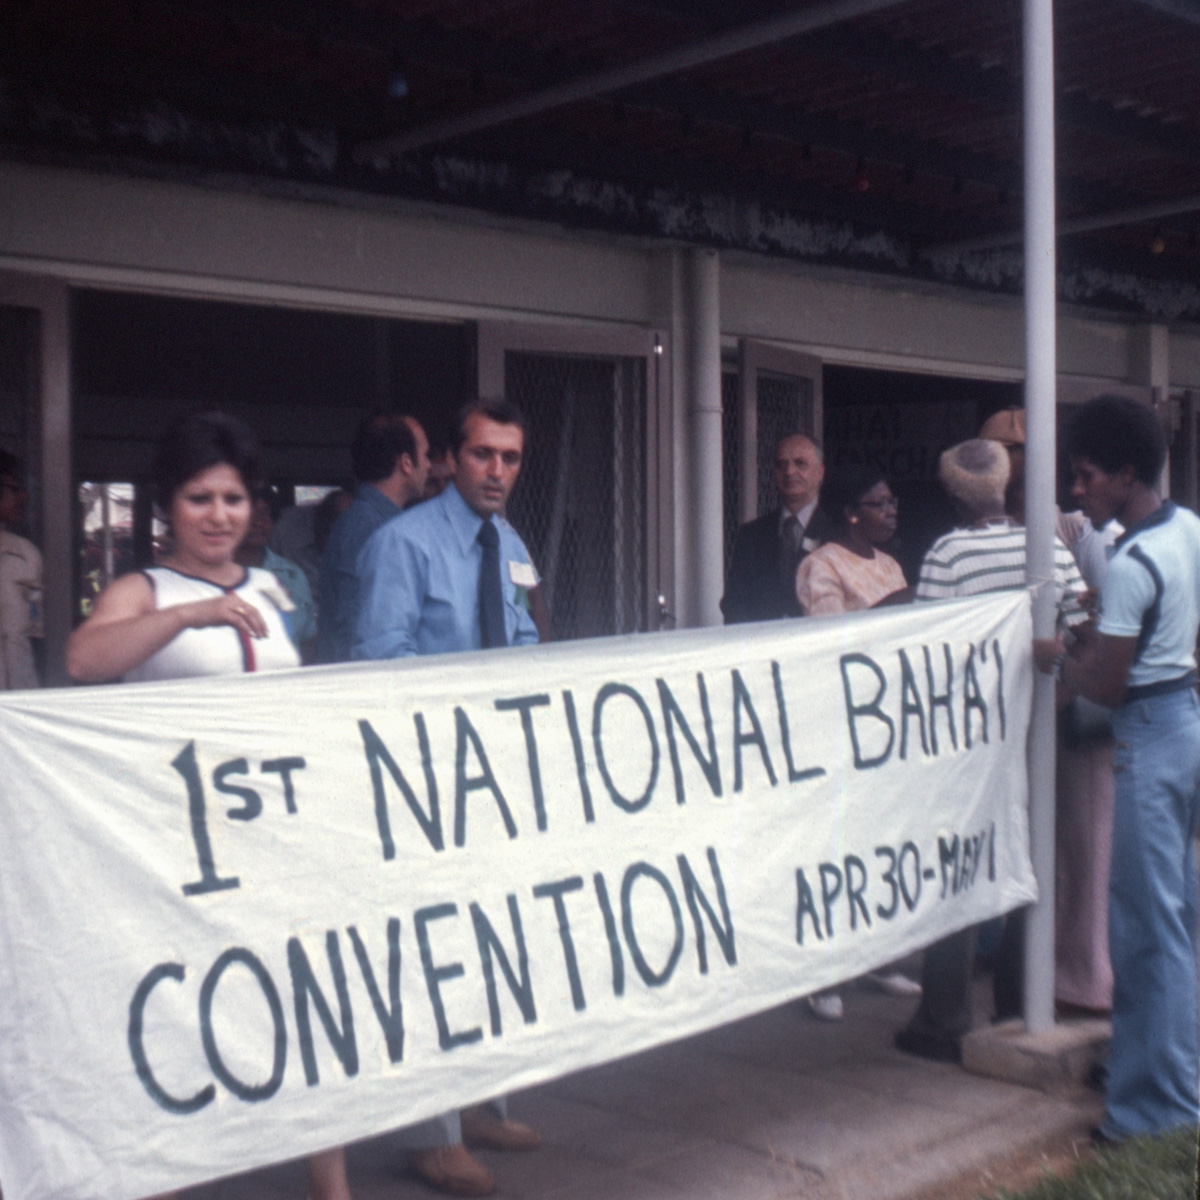 1ST NATIONAL BAHA'I
CONVENTION APR 30-MAY 1